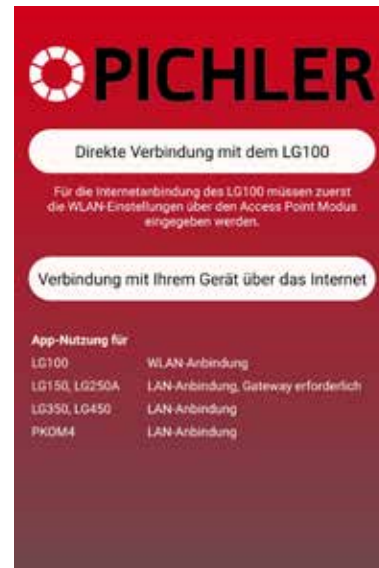 PICHLER
Direkte Verbindung mit dem LG100
Für die Internetanbindung des LG100 müssen zuerst
die WLAN-Einstellungen über den Access Point Modus
eingegeben werden.
Verbindung mit Ihrem Gerät über das Internet
App-Nutzung für
LG100 WLAN-Anbindung
LG150, LG250A LAN-Anbindung, Gateway erforderlich
LG350, LG450 LAN-Anbindung
PKOM4 LAN-Anbindung